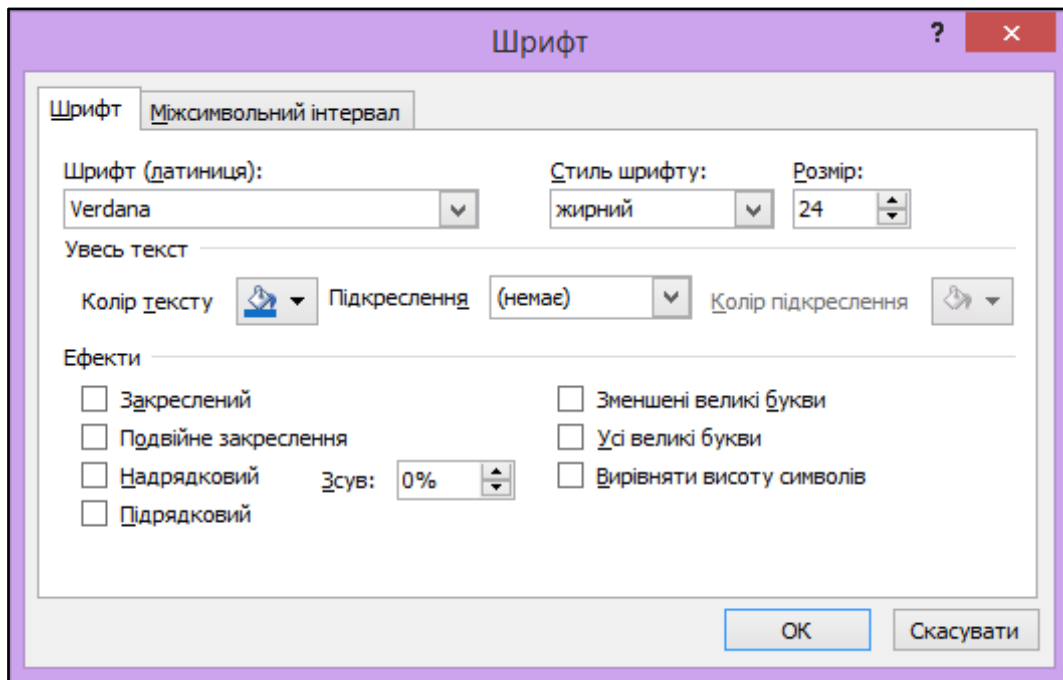 Шрифт ?
Шрифт Міжсимвольний інтервал
Шрифт (латиниця): Стиль шрифту: Розмір:
Verdana жирний 24
Увесь текст
Колір тексту Підкреслення (немає) Колір підкреслення
Ефекти
Закреслений Зменшені великі букви
Подвійне закреслення Усі великі букви
Надрядковий Зсув: 0% Вирівняти висоту символів
Підрядковий
ОК Скасувати